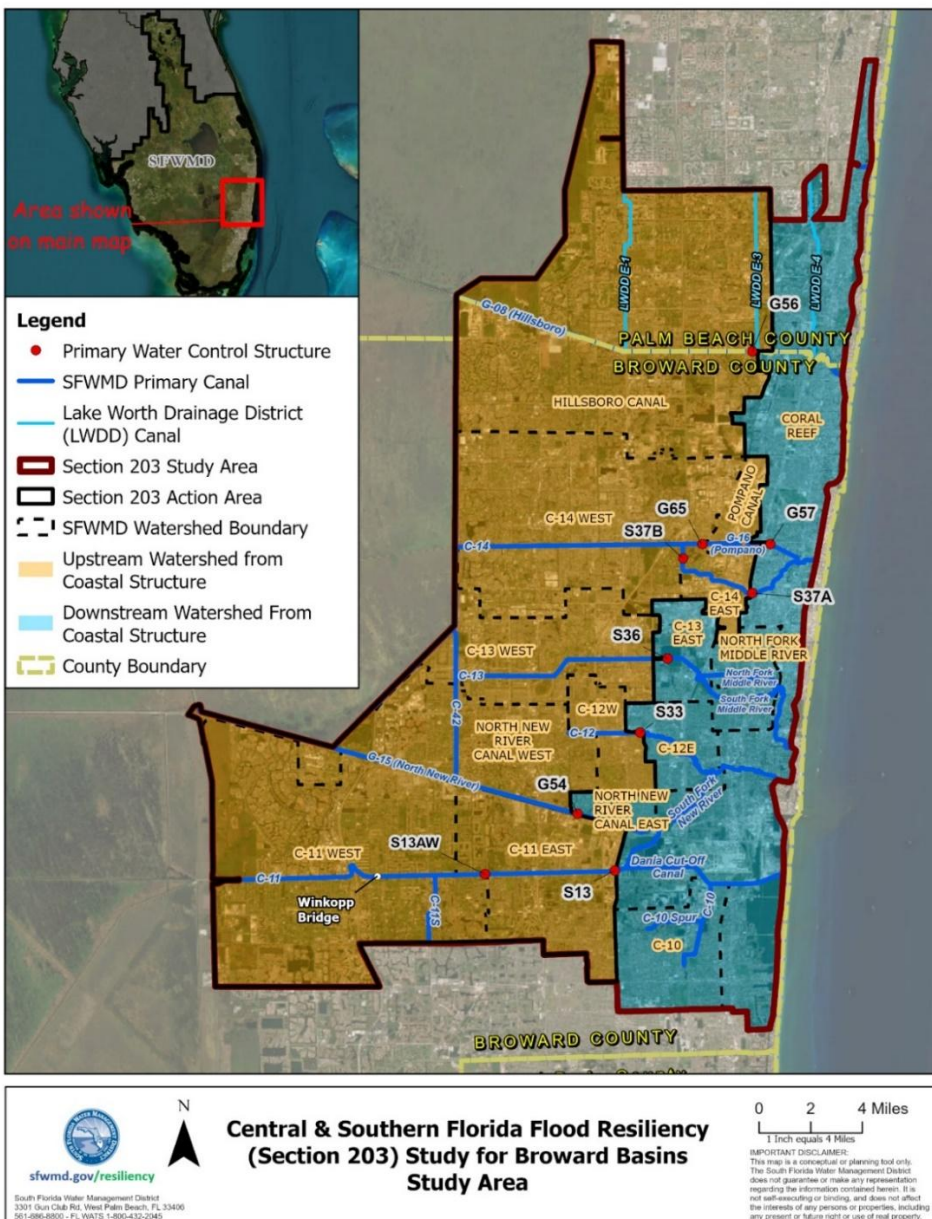 SFWMD
Area shown
on main map
Legend
Primary Water Control Structure
SFWMD Primary Canal
Lake Worth Drainage District
(LWDD) Canal
Section 203 Study Area
Section 203 Action Area
SFWMD Watershed Boundary
Upstream Watershed from
Coastal Structure
Downstream Watershed From
Coastal Structure
County Boundary
LWDD E-1
LWDD E-3
LWDD E-4
G56
G-08 (Hillsboro)
PALM BEACH COUNTY
BROWARD COUNTY
HILLSBORO CANAL
CORAL
REEF
POMPANO
CANAL
C-14 WEST
G65
G57
S37B
G-16
(Pompano)
C-14
S37A
C-14
EAST
S36
C-13
EAST
NORTH FORK
MIDDLE RIVER
C-13 WEST
C-13
North Fork
Middle River
South Fork
Middle River
C-42
C-12W
S33
C-12
C-12E
NORTH NEW
RIVER
CANAL WEST
G-15 (North New River)
G54
NORTH NEW
RIVER
CANAL EAST
South Fork
New River
S13AW
C-11 WEST
C-11 EAST
Dania Cut-Off
Canal
C-11
Winkopp
Bridge
C-11S
S13
C-10 Spur
C-10
C-10
BROWARD COUNTY
sfwmd.gov/resiliency
South Florida Water Management District
3301 Gun Club Rd, West Palm Beach, FL 33406
561-686-8800 - FL WATS 1-800-432-2045
N
Central & Southern Florida Flood Resiliency
(Section 203) Study for Broward Basins
Study Area
0 2 4 Miles
1 Inch equals 4 Miles
IMPORTANT DISCLAIMER:
This map is a conceptual or planning tool only.
The South Florida Water Management District
does not guarantee or make any representation
regarding the information contained herein. It is
not self-executing or binding, and does not affect
the interests of any persons or properties, including
any present or future right or use of real property.